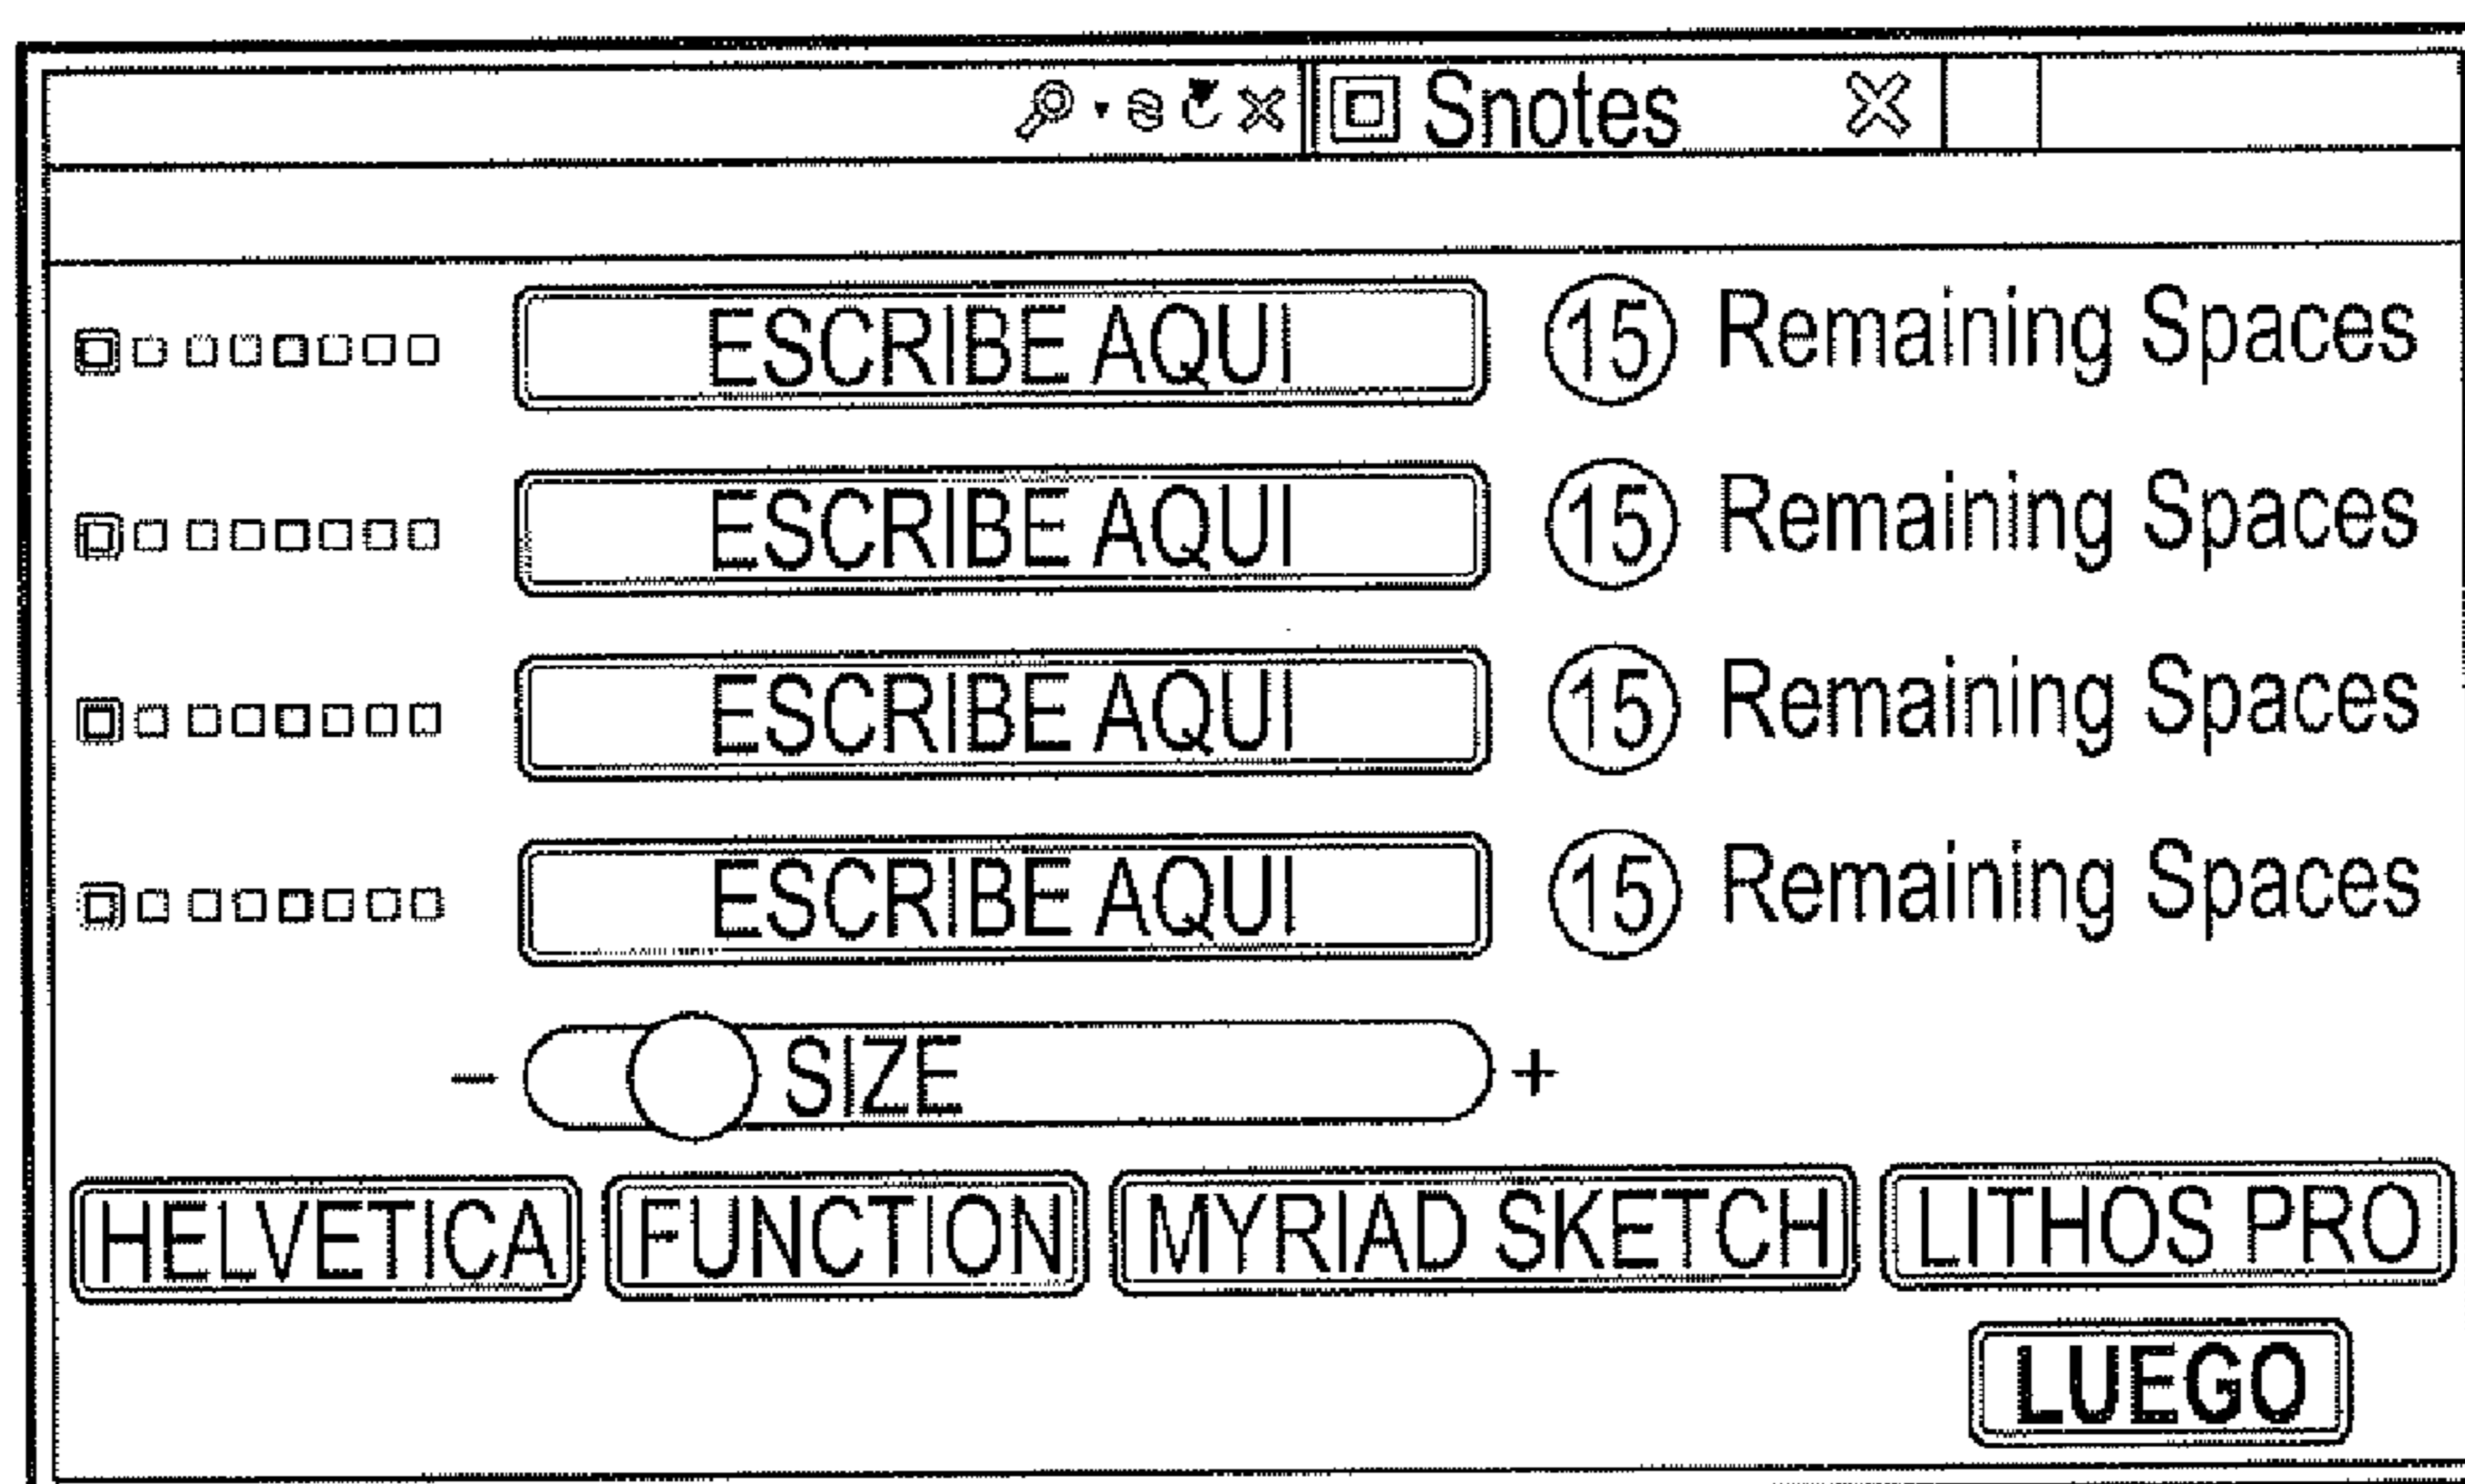 Snotes
ESCRIBE AQUI 15 Remaining Spaces
ESCRIBE AQUI 15 Remaining Spaces
ESCRIBE AQUI 15 Remaining Spaces
ESCRIBE AQUI 15 Remaining Spaces
- SIZE +
HELVETICA FUNCTION MYRIAD SKETCH LITHOS PRO
LUEGO